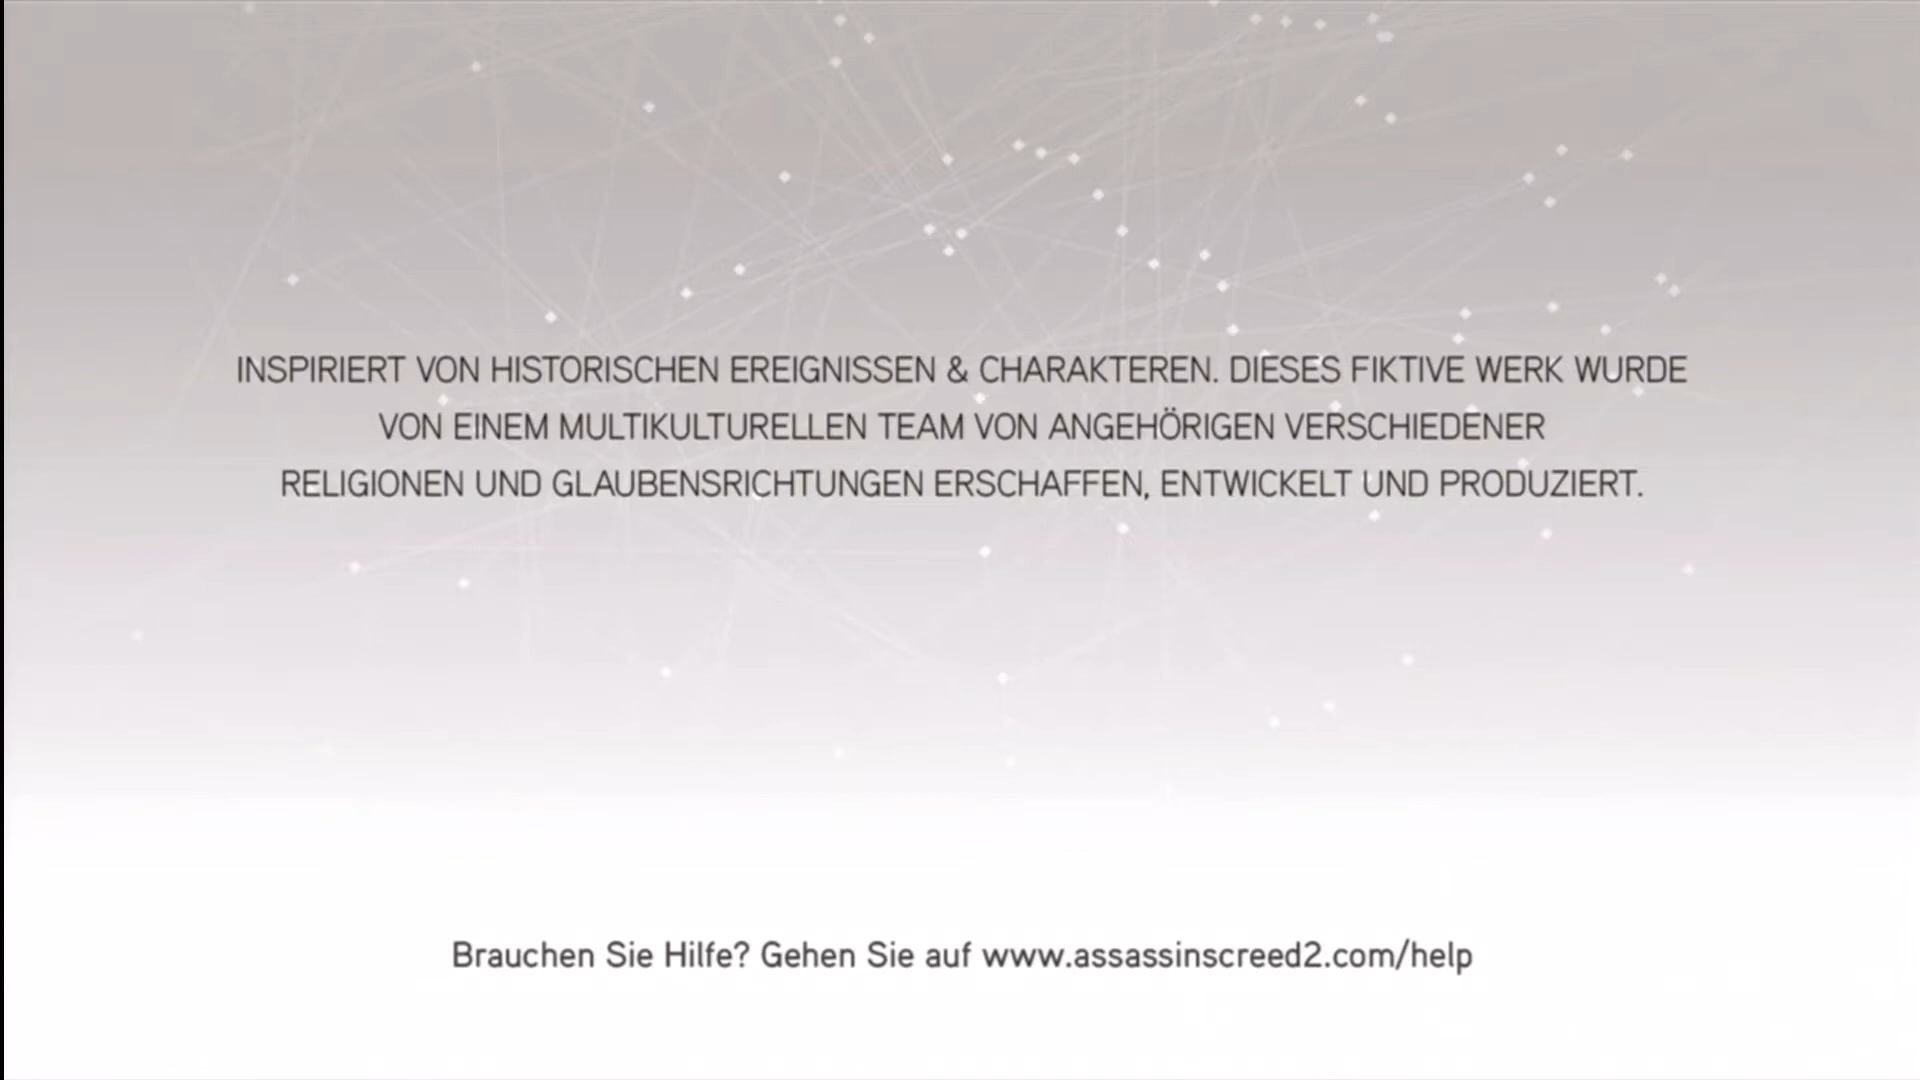 INSPIRIERT VON HISTORISCHEN EREIGNISSEN & CHARAKTEREN. DIESES FIKTIVE WERK WURDE
VON EINEM MULTIKULTURELLEN TEAM VON ANGEHÖRIGEN VERSCHIEDENER
RELIGIONEN UND GLAUBENSRICHTUNGEN ERSCHAFFEN, ENTWICKELT UND PRODUZIERT.
Brauchen Sie Hilfe? Gehen Sie auf www.assassinscreed2.com/help